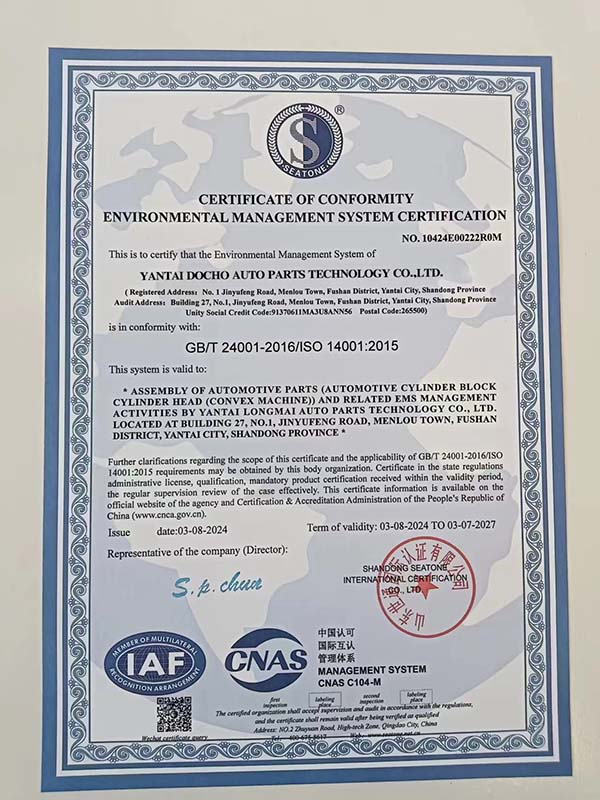 ®
S
SEATONE
CERTIFICATE OF CONFORMITY
ENVIRONMENTAL MANAGEMENT SYSTEM CERTIFICATION
NO. 10424E00222R0M
This is to certify that the Environmental Management System of
YANTAI DOCHO AUTO PARTS TECHNOLOGY CO.,LTD.
( Registered Address: No. 1 Jinyufeng Road, Menlou Town, Fushan District, Yantai City, Shandong Province
Audit Address: Building 27, No.1, Jinyufeng Road, Menlou Town, Fushan District, Yantai City, Shandong Province
Unity Social Credit Code:91370611MA3U8ANN56 Postal Code:265500)
is in conformity with:
GB/T 24001-2016/ISO 14001:2015
This system is valid to:
* ASSEMBLY OF AUTOMOTIVE PARTS (AUTOMOTIVE CYLINDER BLOCK
CYLINDER HEAD (CONVEX MACHINE)) AND RELATED EMS MANAGEMENT
ACTIVITIES BY YANTAI LONGMAI AUTO PARTS TECHNOLOGY CO., LTD.
LOCATED AT BUILDING 27, NO.1, JINYUFENG ROAD, MENLOU TOWN, FUSHAN
DISTRICT, YANTAI CITY, SHANDONG PROVINCE *
Further clarifications regarding the scope of this certificate and the applicability of GB/T 24001-2016/ISO
14001:2015 requirements may be obtained by this body organization. Certificate in the state regulations
administrative license, qualification, mandatory product certification received within the validity period,
the regular supervision review of the case effectively. This certificate information is available on the
official website of the agency and Certification & Accreditation Administration of the People's Republic of
China (www.cnca.gov.cn).
Issue date:03-08-2024 Term of validity: 03-08-2024 TO 03-07-2027
Representative of the company (Director):
S.p.chua
SHANDONG SEATONE
INTERNATIONAL CERTIFICATION
CO., LTD.
MEMBER OF MULTILATERAL
IAF
RECOGNITION ARRANGEMENT
CNAS
中国认可
国际互认
管理体系
MANAGEMENT SYSTEM
CNAS C104-M
first inspection labeling place second inspection labeling place
The certified organization shall accept supervision and audit in accordance with the regulations,
and the certificate shall remain valid after being verified as qualified
Address: NO.2 Zhuyuan Road, High-tech Zone, Qingdao City, China
Tel: 400-675-8617 Web: www.seatone.net.cn
Wechat certificate query